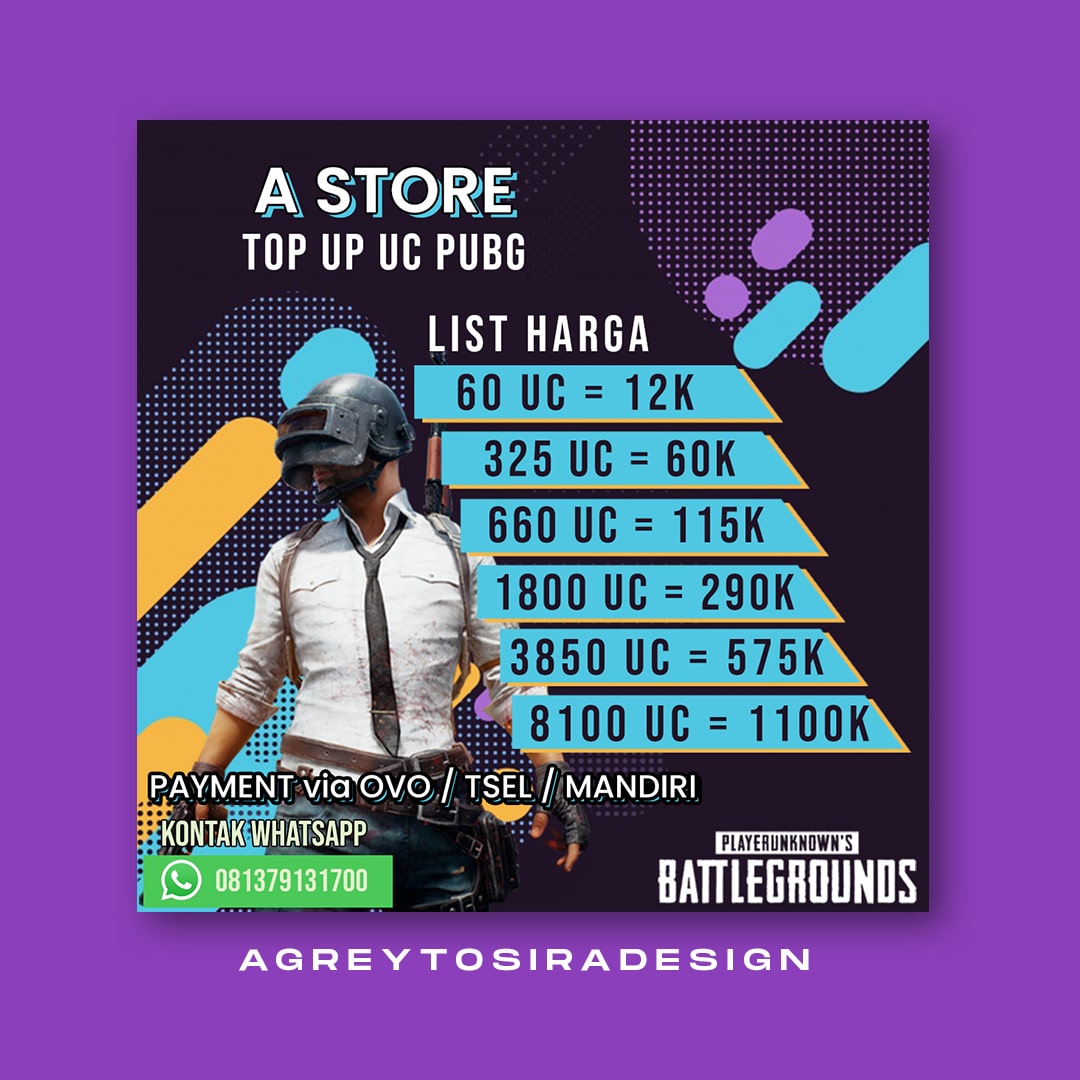 A STORE
TOP UP UC PUBG
LIST HARGA
60 UC = 12K
325 UC = 60K
660 UC = 115K
1800 UC = 290K
3850 UC = 575K
8100 UC = 1100K
PAYMENT via OVO / TSEL / MANDIRI
KONTAK WHATSAPP
081379131700
PLAYERUNKNOWN'S
BATTLEGROUNDS
AGREYTOSIRADESIGN